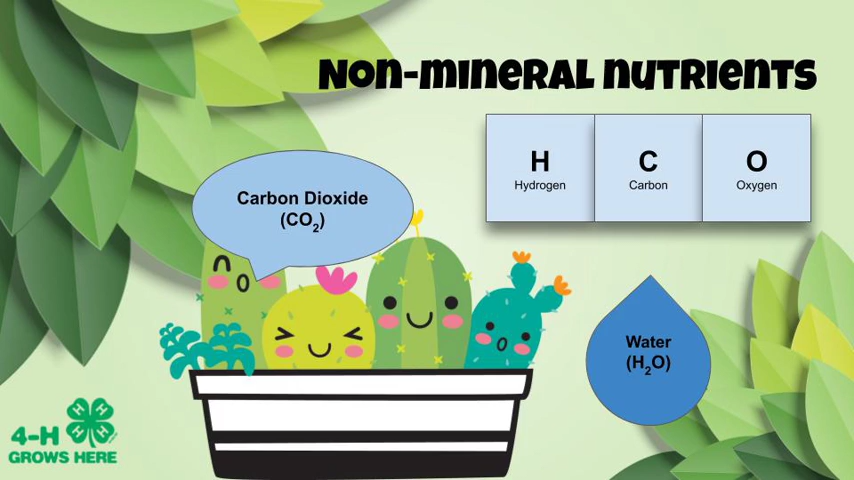 Non-mineral nutrients
H
Hydrogen
C
Carbon
O
Oxygen
Carbon Dioxide
(CO₂)
Water
(H₂O)
4-H
H H H H
GROWS HERE